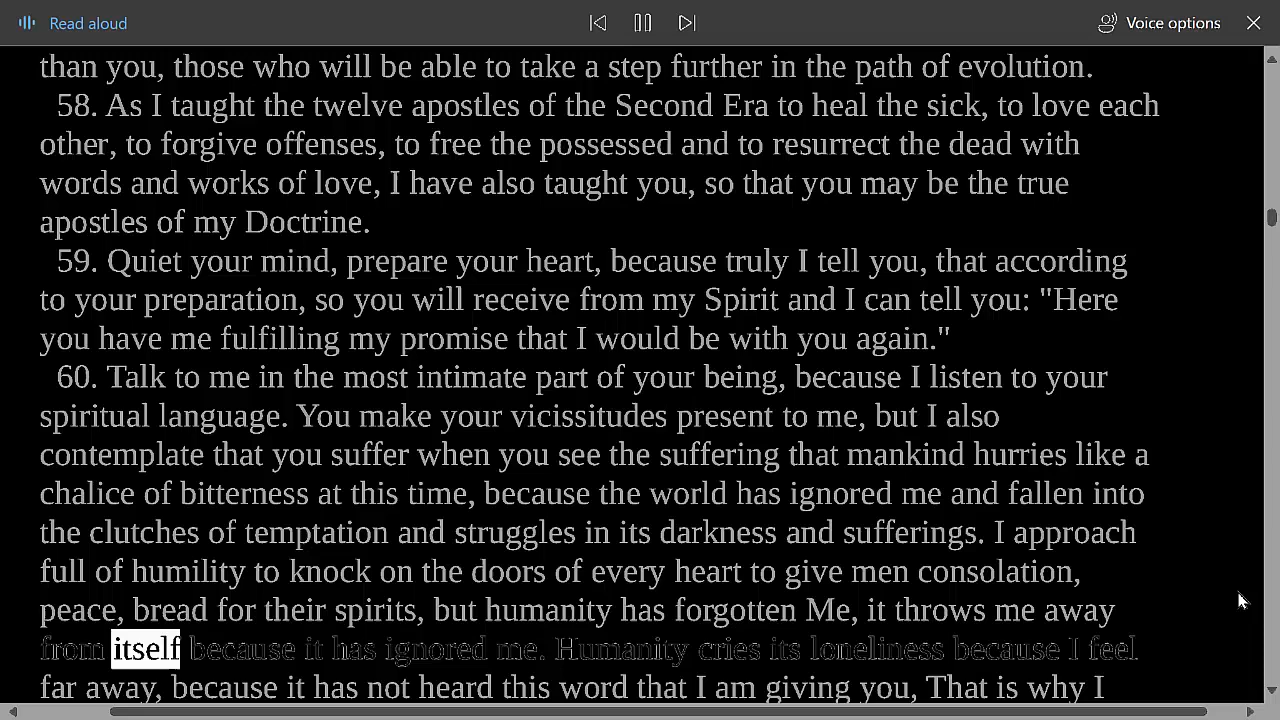 Read aloud
Voice options
than you, those who will be able to take a step further in the path of evolution.
58. As I taught the twelve apostles of the Second Era to heal the sick, to love each
other, to forgive offenses, to free the possessed and to resurrect the dead with
words and works of love, I have also taught you, so that you may be the true
apostles of my Doctrine.
59. Quiet your mind, prepare your heart, because truly I tell you, that according
to your preparation, so you will receive from my Spirit and I can tell you: "Here
you have me fulfilling my promise that I would be with you again."
60. Talk to me in the most intimate part of your being, because I listen to your
spiritual language. You make your vicissitudes present to me, but I also
contemplate that you suffer when you see the suffering that mankind hurries like a
chalice of bitterness at this time, because the world has ignored me and fallen into
the clutches of temptation and struggles in its darkness and sufferings. I approach
full of humility to knock on the doors of every heart to give men consolation,
peace, bread for their spirits, but humanity has forgotten Me, it throws me away
from itself because it has ignored me. Humanity cries its loneliness because I feel
far away, because it has not heard this word that I am giving you, That is why I